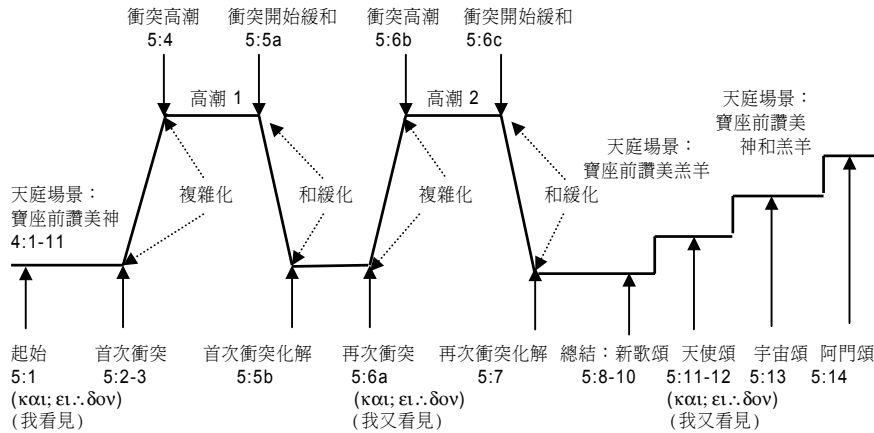 衝突高潮
5:4
衝突開始緩和
5:5a
衝突高潮
5:6b
衝突開始緩和
5:6c
高潮 1
高潮 2
天庭場景：
寶座前讚美
神和羔羊
天庭場景：
寶座前讚美羔羊
天庭場景：
寶座前讚美神
4:1-11
複雜化
和緩化
複雜化
和緩化
起始
5:1
(και; ει∴δον)
(我看見)
首次衝突
5:2-3
首次衝突化解
5:5b
再次衝突
5:6a
(και; ει∴δον)
(我又看見)
再次衝突化解
5:7
總結：新歌頌
5:8-10
天使頌
5:11-12
(και; ει∴δον)
(我又看見)
宇宙頌
5:13
阿門頌
5:14